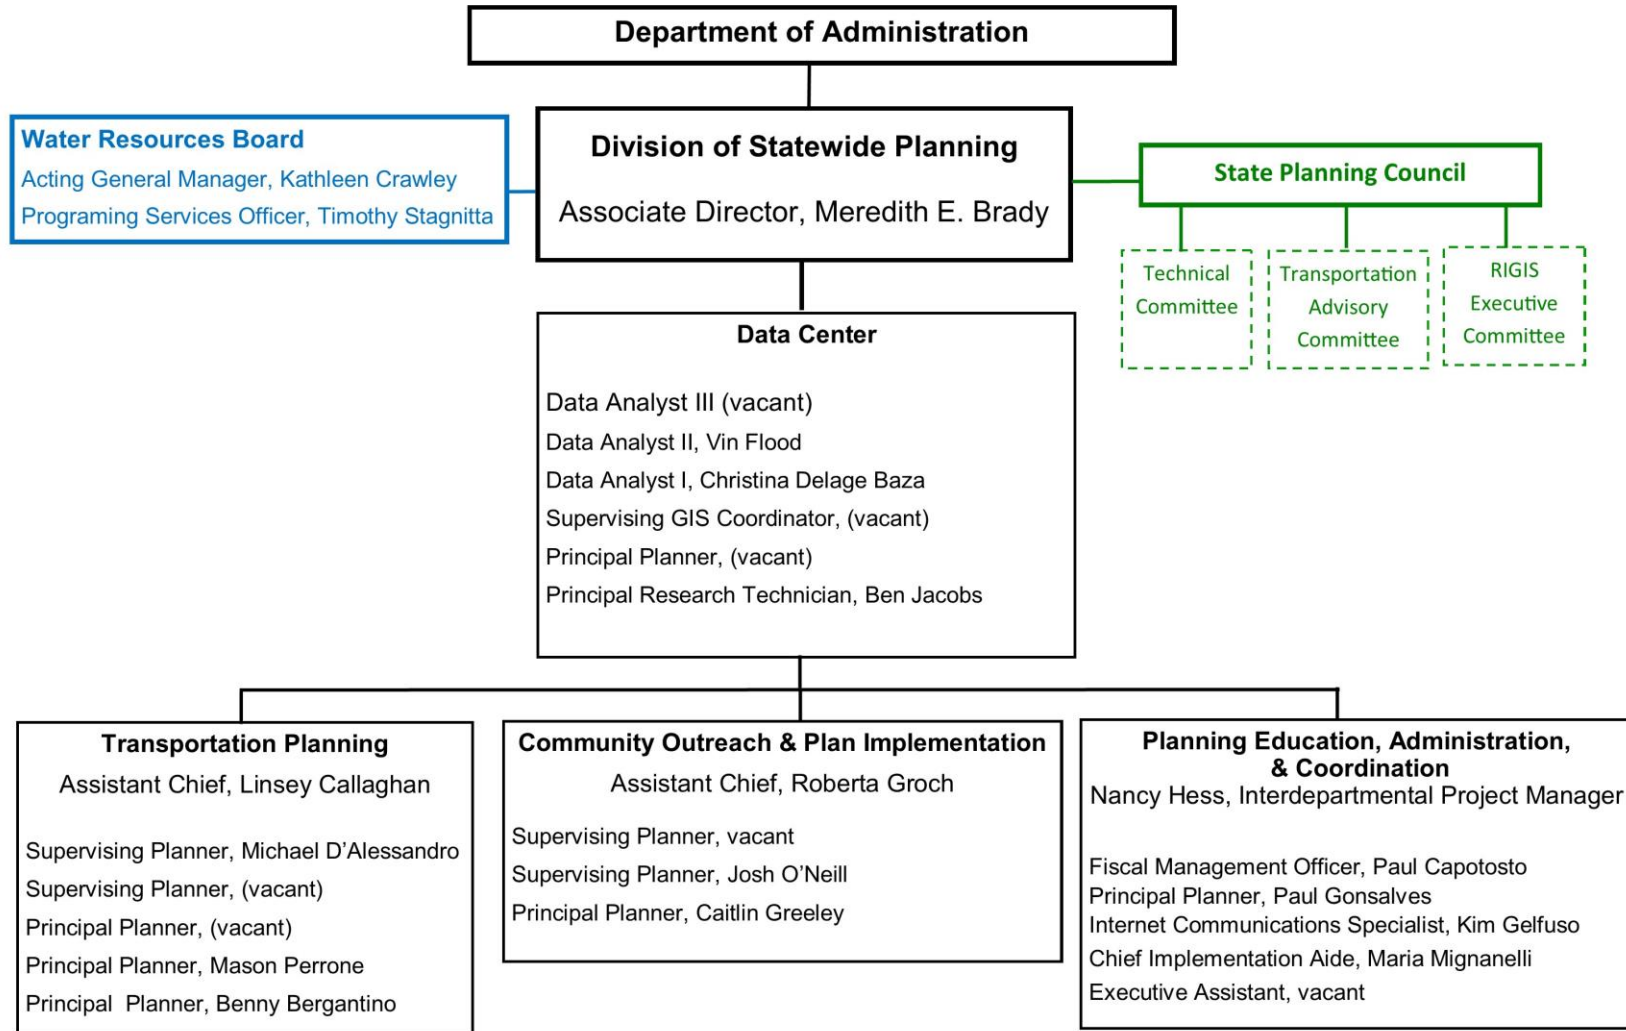 Department of Administration
Water Resources Board
Acting General Manager, Kathleen Crawley
Programing Services Officer, Timothy Stagnitta
Division of Statewide Planning
Associate Director, Meredith E. Brady
State Planning Council
Technical
Committee
Transportation
Advisory
Committee
RIGIS
Executive
Committee
Data Center
Data Analyst III (vacant)
Data Analyst II, Vin Flood
Data Analyst I, Christina Delage Baza
Supervising GIS Coordinator, (vacant)
Principal Planner, (vacant)
Principal Research Technician, Ben Jacobs
Transportation Planning
Assistant Chief, Linsey Callaghan
Supervising Planner, Michael D’Alessandro
Supervising Planner, (vacant)
Principal Planner, (vacant)
Principal Planner, Mason Perrone
Principal  Planner, Benny Bergantino
Community Outreach & Plan Implementation
Assistant Chief, Roberta Groch
Supervising Planner, vacant
Supervising Planner, Josh O’Neill
Principal Planner, Caitlin Greeley
Planning Education, Administration,
& Coordination
Nancy Hess, Interdepartmental Project Manager
Fiscal Management Officer, Paul Capotosto
Principal Planner, Paul Gonsalves
Internet Communications Specialist, Kim Gelfuso
Chief Implementation Aide, Maria Mignanelli
Executive Assistant, vacant